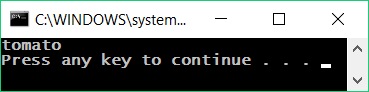 C:\WINDOWS\system...
tomato
Press any key to continue . . .